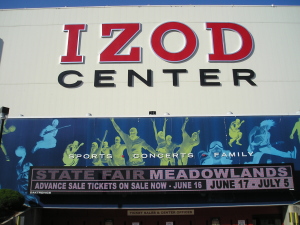 IZOD
CENTER
SPORTS CONCERTS FAMILY
STATE FAIR MEADOWLANDS
ADVANCE SALE TICKETS ON SALE NOW - JUNE 16 JUNE 17 - JULY 5